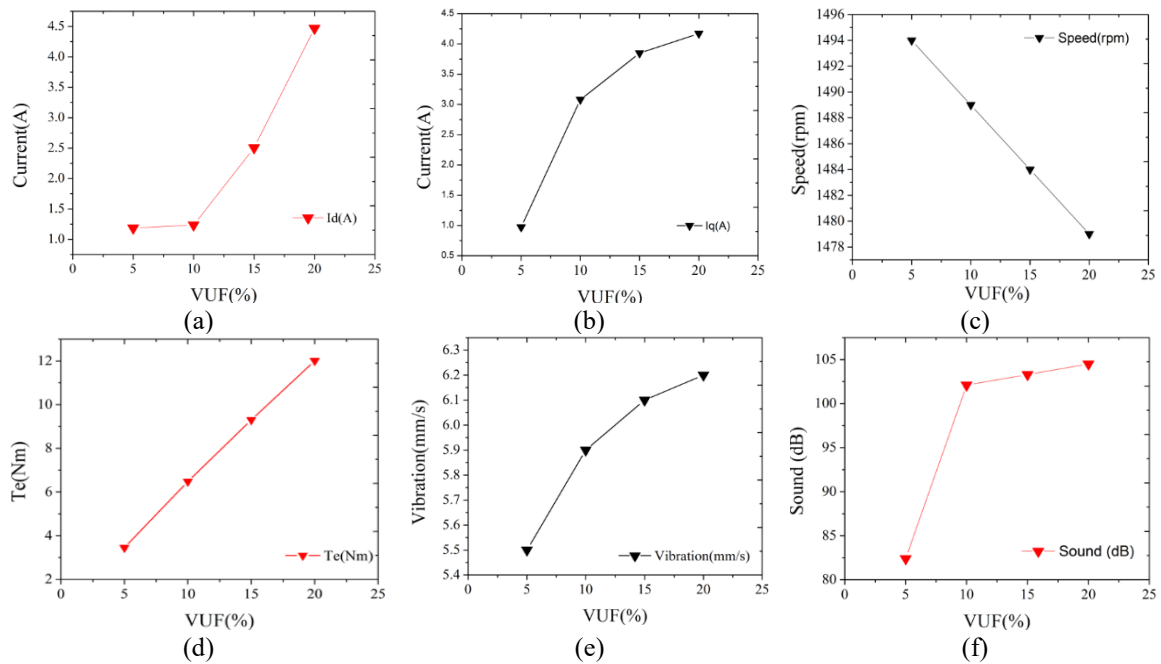 4.5
4.0
3.5
3.0
2.5
2.0
1.5
1.0
Current(A)
Id(A)
0 5 10 15 20 25
VUF(%)
(a)
4.5
4.0
3.5
3.0
2.5
2.0
1.5
1.0
0.5
Current(A)
Iq(A)
0 5 10 15 20 25
VUF(%)
(b)
1496
1494
1492
1490
1488
1486
1484
1482
1480
1478
Speed(rpm)
Speed(rpm)
0 5 10 15 20 25
VUF(%)
(c)
12
10
8
6
4
2
Te(Nm)
Te(Nm)
0 5 10 15 20 25
VUF(%)
(d)
6.3
6.2
6.1
6.0
5.9
5.8
5.7
5.6
5.5
5.4
Vibration(mm/s)
Vibration(mm/s)
0 5 10 15 20 25
VUF(%)
(e)
105
100
95
90
85
80
Sound (dB)
Sound (dB)
0 5 10 15 20 25
VUF(%)
(f)